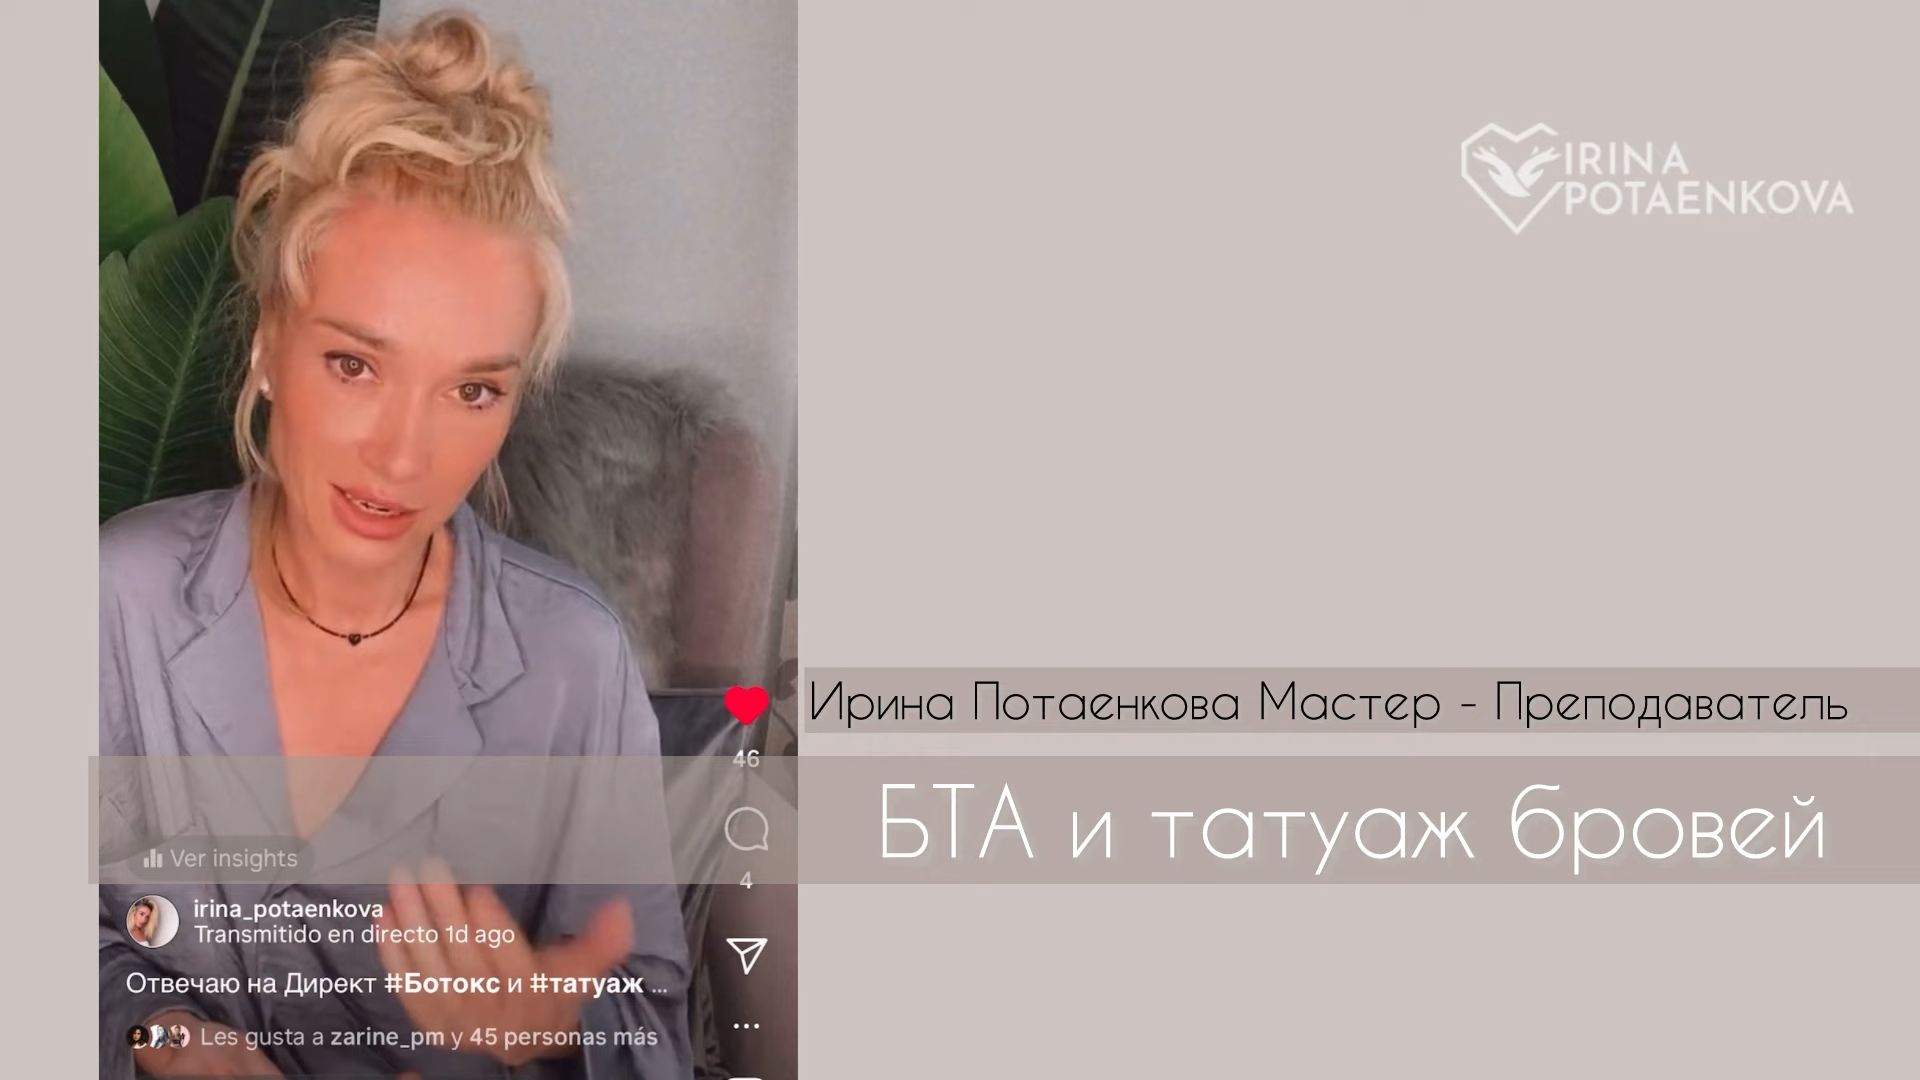 IRINA
POTAENKOVA
Ирина Потаенкова Мастер - Преподаватель
46
БТА и татуаж бровей
Ver insights
4
irina_potaenkova
Transmitido en directo 1d ago
Отвечаю на Директ #Ботокс и #татуаж ...
Les gusta a zarine_pm y 45 personas más